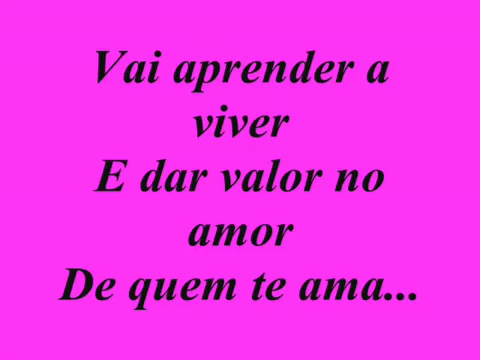 Vai aprender a
viver
E dar valor no
amor
De quem te ama...